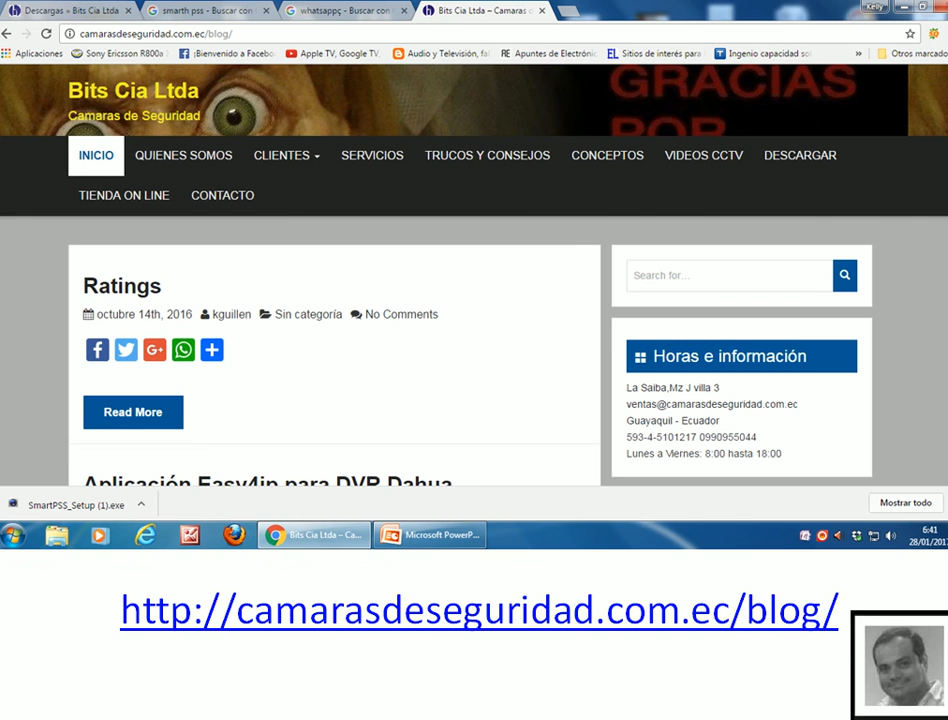 Descargas « Bits Cia Ltda
smarth pss - Buscar con
whatsappç - Buscar con
Bits Cia Ltda – Camaras
Kelly
camarasdeseguridad.com.ec/blog/
Aplicaciones
Sony Ericsson R800a
¡Bienvenido a Facebo
Apple TV, Google TV.
Audio y Televisión, fal
RE Apuntes de Electrónic
EL Sitios de interés para
Ingenio capacidad so
»
Otros marcado
Bits Cia Ltda
Camaras de Seguridad
GRACIAS
POR
INICIO QUIENES SOMOS CLIENTES SERVICIOS TRUCOS Y CONSEJOS CONCEPTOS VIDEOS CCTV DESCARGAR
TIENDA ON LINE CONTACTO
Ratings
octubre 14th, 2016 kguillen Sin categoría No Comments
Read More
Aplicación Easy4ip para DVR Dahua
Search for...
Horas e información
La Saiba,Mz J villa 3
ventas@camarasdeseguridad.com.ec
Guayaquil - Ecuador
593-4-5101217 0990955044
Lunes a Viernes: 8:00 hasta 18:00
SmartPSS_Setup (1).exe
Mostrar todo
Bits Cia Ltda – Ca...
Microsoft PowerP...
6:41
28/01/2017
http://camarasdeseguridad.com.ec/blog/